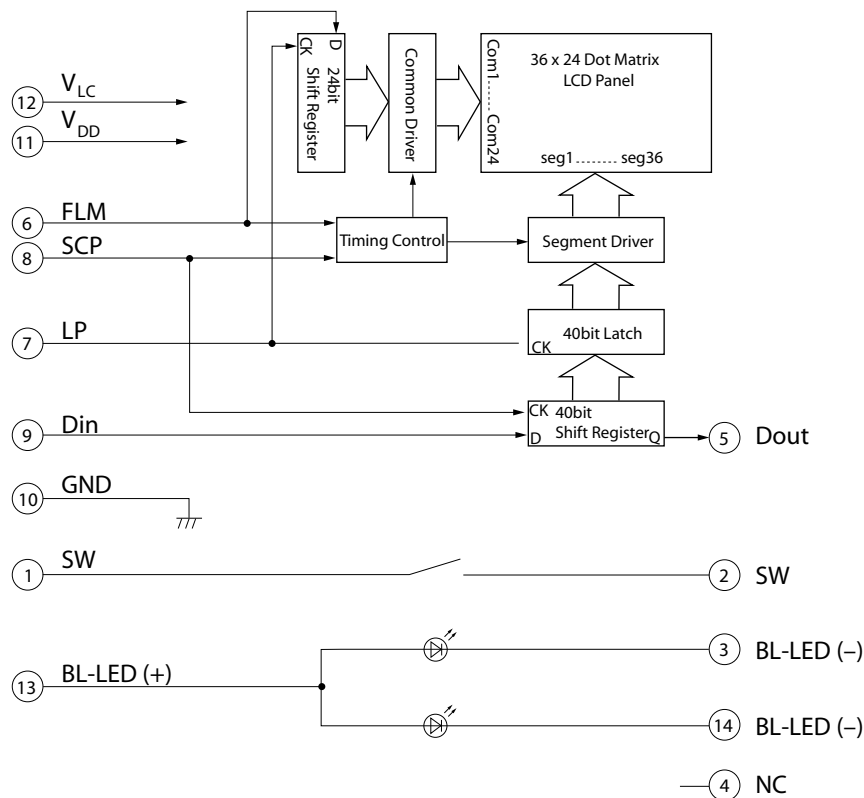 D
CK
24bit
Shift Register
Common Driver
Com1........Com24
36 x 24 Dot Matrix
LCD Panel
seg1 ........ seg36
12 VLC
11 VDD
6 FLM
Timing Control
Segment Driver
8 SCP
7 LP
40bit Latch
CK
CK 40bit
Shift Register
D
Q
9 Din
5 Dout
10 GND
1 SW
2 SW
3 BL-LED (–)
13 BL-LED (+)
14 BL-LED (–)
4 NC